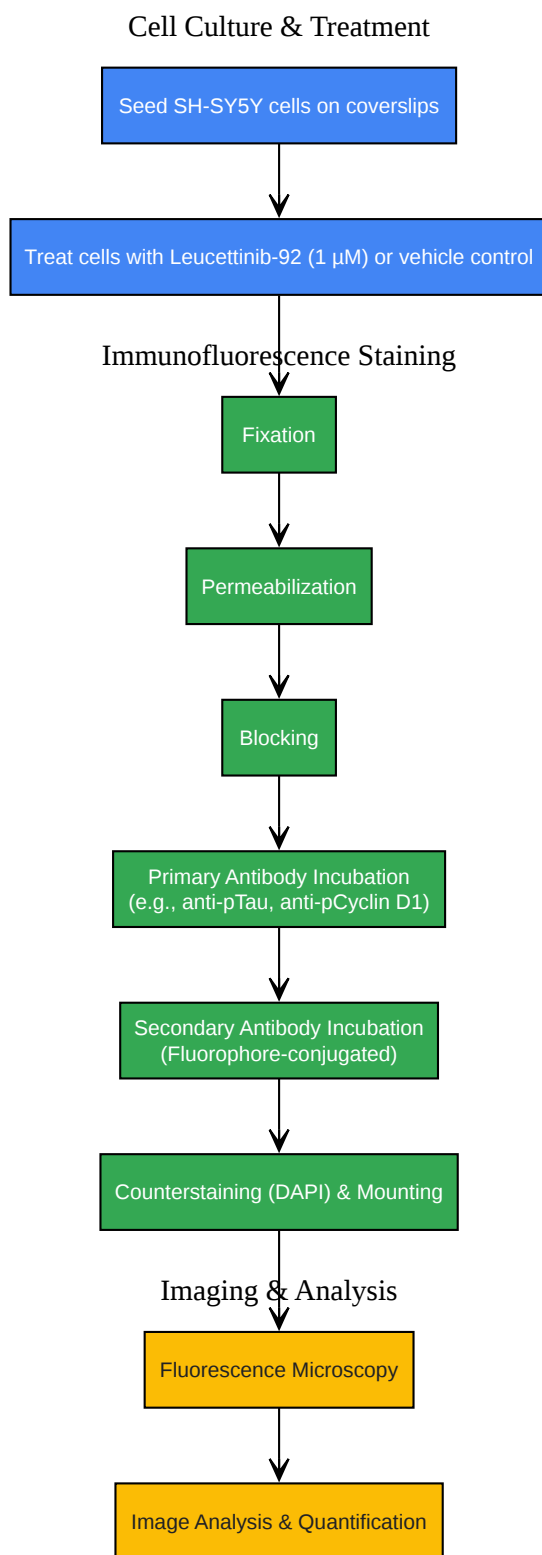 Cell Culture & Treatment
Seed SH-SY5Y cells on coverslips
Treat cells with Leucettinib-92 (1 µM) or vehicle control
Immunofluorescence Staining
Fixation
Permeabilization
Blocking
Primary Antibody Incubation
(e.g., anti-pTau, anti-pCyclin D1)
Secondary Antibody Incubation
(Fluorophore-conjugated)
Counterstaining (DAPI) & Mounting
Imaging & Analysis
Fluorescence Microscopy
Image Analysis & Quantification